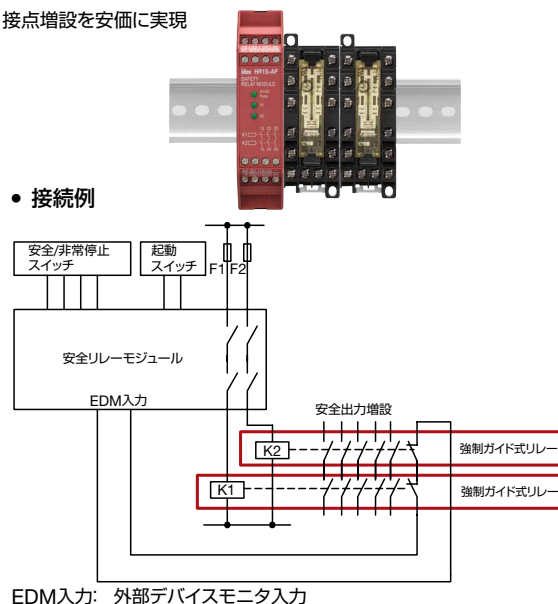 接点増設を安価に実現
idec HR1S-AF
SAFETY
RELAY MODULE
• 接続例
安全/非常停止
スイッチ
起動
スイッチ
F1 F2
安全リレーモジュール
EDM入力
安全出力増設
K2
強制ガイド式リレー
K1
強制ガイド式リレー
EDM入力: 外部デバイスモニタ入力